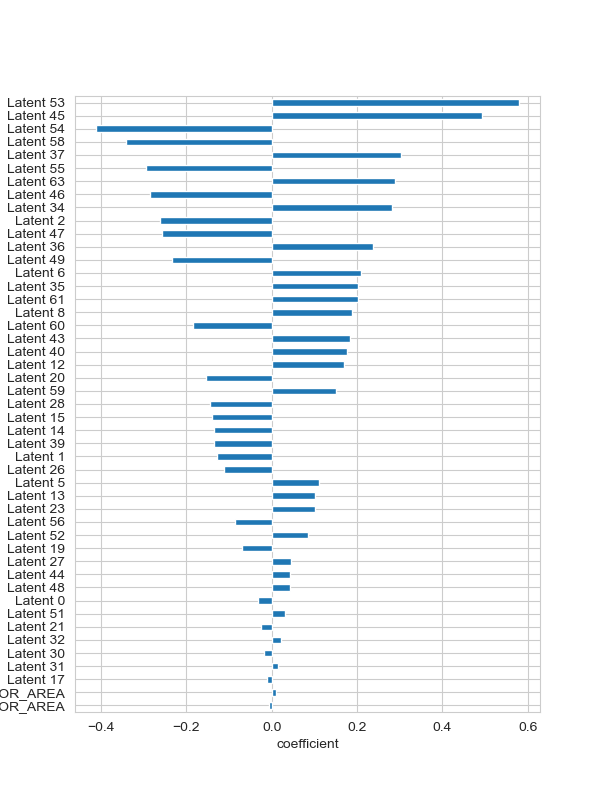 Latent 53
Latent 45
Latent 54
Latent 58
Latent 37
Latent 55
Latent 63
Latent 46
Latent 34
Latent 2
Latent 47
Latent 36
Latent 49
Latent 6
Latent 35
Latent 61
Latent 8
Latent 60
Latent 43
Latent 40
Latent 12
Latent 20
Latent 59
Latent 28
Latent 15
Latent 14
Latent 39
Latent 1
Latent 26
Latent 5
Latent 13
Latent 23
Latent 56
Latent 52
Latent 19
Latent 27
Latent 44
Latent 48
Latent 0
Latent 51
Latent 21
Latent 32
Latent 30
Latent 31
Latent 17
OR_AREA
OR_AREA
−0.4 −0.2 0.0 0.2 0.4 0.6
coefficient